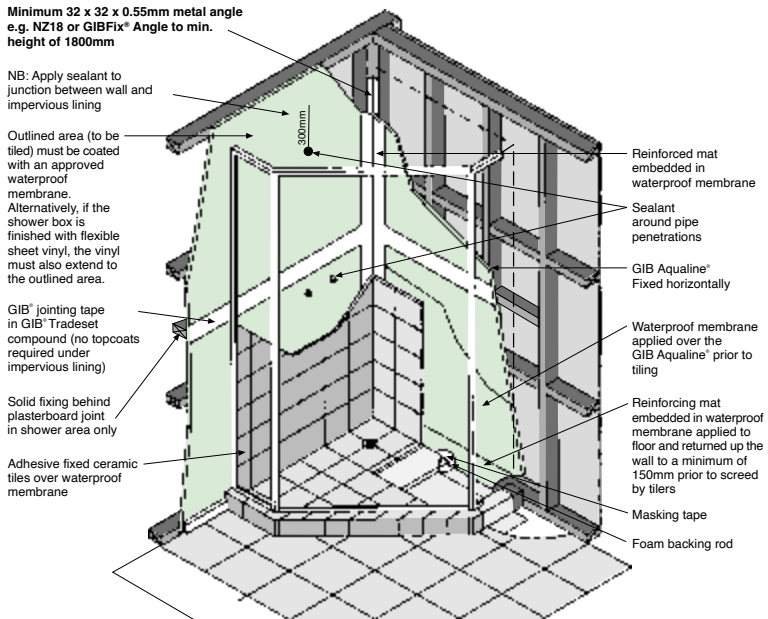 Minimum 32 x 32 x 0.55mm metal angle
e.g. NZ18 or GIBFix® Angle to min.
height of 1800mm
NB: Apply sealant to
junction between wall and
impervious lining
Outlined area (to be
tiled) must be coated
with an approved
waterproof
membrane.
Alternatively, if the
shower box is
finished with flexible
sheet vinyl, the vinyl
must also extend to
the outlined area.
GIB® jointing tape
in GIB® Tradeset
compound (no topcoats
required under
impervious lining)
Solid fixing behind
plasterboard joint
in shower area only
Adhesive fixed ceramic
tiles over waterproof
membrane
300mm
Reinforced mat
embedded in
waterproof membrane
Sealant
around pipe
penetrations
GIB Aqualine®
Fixed horizontally
Waterproof membrane
applied over the
GIB Aqualine® prior to
tiling
Reinforcing mat
embedded in waterproof
membrane applied to
floor and returned up the
wall to a minimum of
150mm prior to screed
by tilers
Masking tape
Foam backing rod